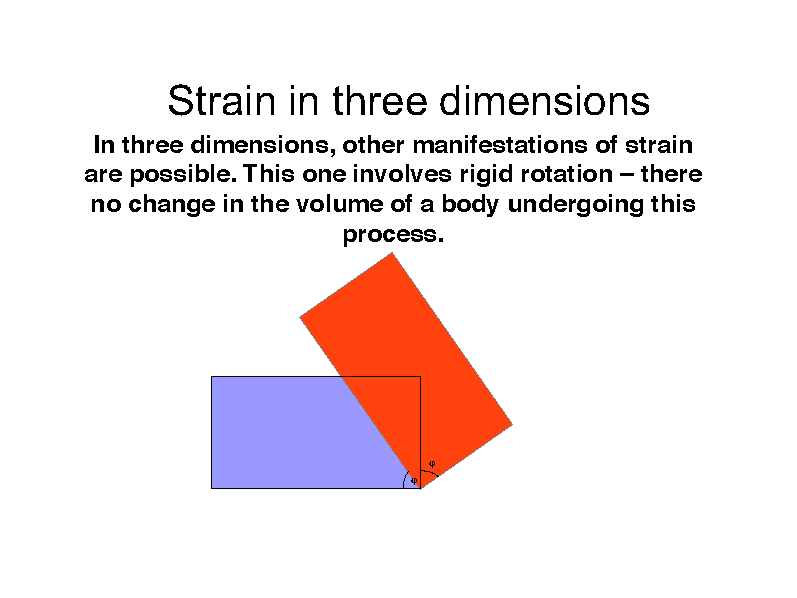 Strain in three dimensions
In three dimensions, other manifestations of strain
are possible. This one involves rigid rotation – there
no change in the volume of a body undergoing this
process.
φ
φ